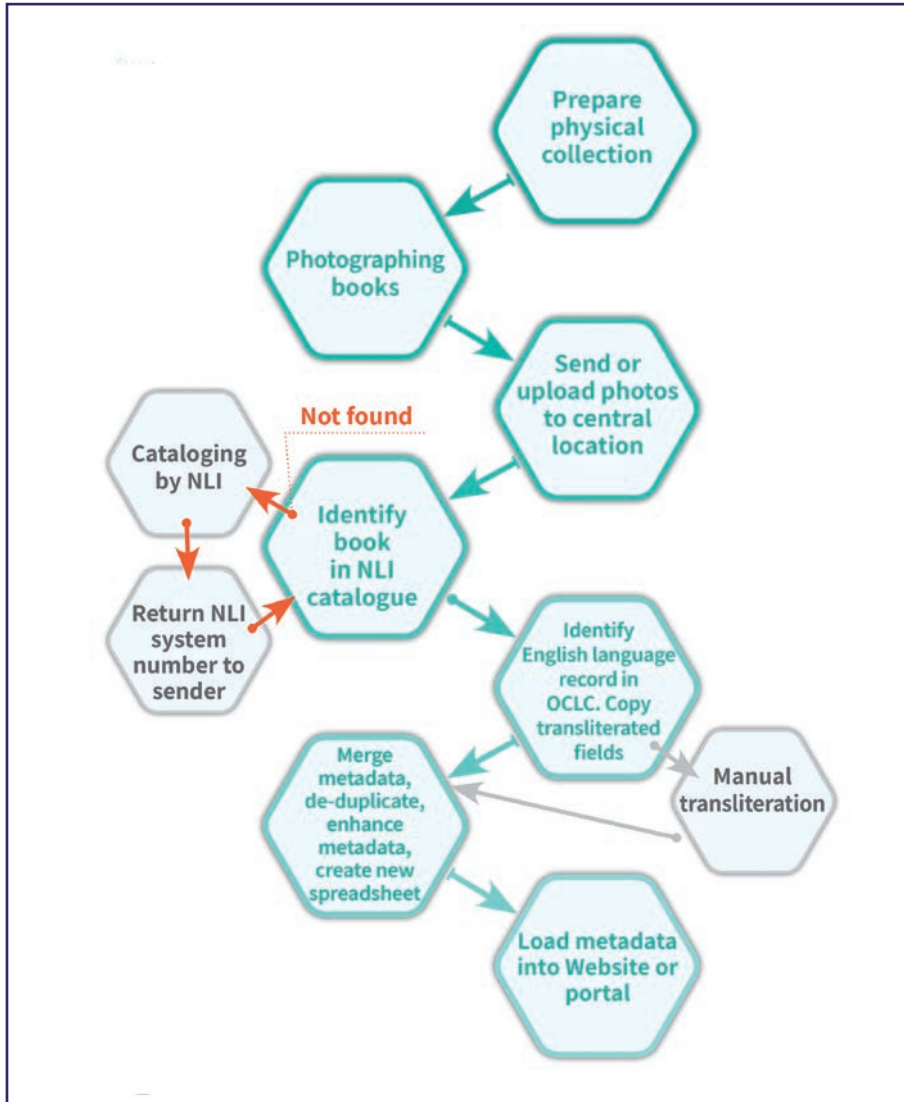 Prepare
physical
collection
Photographing
books
Send or
upload photos
to central
location
Not found
Cataloging
by NLI
Identify
book
in NLI
catalogue
Return NLI
system
number to
sender
Identify
English language
record in
OCLC. Copy
transliterated
fields
Merge
metadata,
de-duplicate,
enhance
metadata,
create new
spreadsheet
Manual
transliteration
Load metadata
into Website or
portal